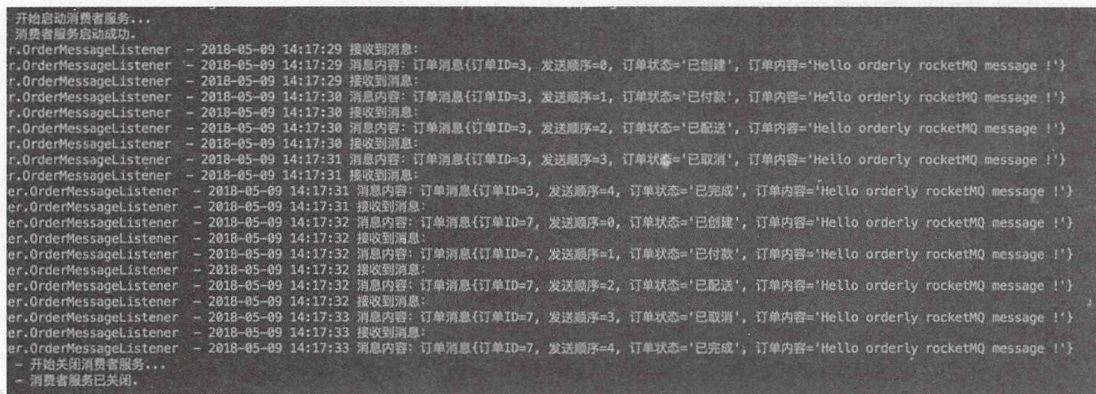 开始启动消费者服务...
消费者服务启动成功.
er.OrderMessageListener - 2018-05-09 14:17:29 接收到消息:
r.OrderMessageListener - 2018-05-09 14:17:29 消息内容: 订单消息{订单ID=3, 发送顺序=0, 订单状态='已创建', 订单内容='Hello orderly rocketMQ message !'}
r.OrderMessageListener - 2018-05-09 14:17:29 接收到消息:
r.OrderMessageListener - 2018-05-09 14:17:30 消息内容: 订单消息{订单ID=3, 发送顺序=1, 订单状态='已付款', 订单内容='Hello orderly rocketMQ message !'}
r.OrderMessageListener - 2018-05-09 14:17:30 接收到消息:
r.OrderMessageListener - 2018-05-09 14:17:30 消息内容: 订单消息{订单ID=3, 发送顺序=2, 订单状态='已配送', 订单内容='Hello orderly rocketMQ message !'}
r.OrderMessageListener - 2018-05-09 14:17:30 接收到消息:
r.OrderMessageListener - 2018-05-09 14:17:31 消息内容: 订单消息{订单ID=3, 发送顺序=3, 订单状态='已取消', 订单内容='Hello orderly rocketMQ message !'}
r.OrderMessageListener - 2018-05-09 14:17:31 接收到消息:
er.OrderMessageListener - 2018-05-09 14:17:31 消息内容: 订单消息{订单ID=3, 发送顺序=4, 订单状态='已完成', 订单内容='Hello orderly rocketMQ message !'}
er.OrderMessageListener - 2018-05-09 14:17:31 接收到消息:
er.OrderMessageListener - 2018-05-09 14:17:32 消息内容: 订单消息{订单ID=7, 发送顺序=0, 订单状态='已创建', 订单内容='Hello orderly rocketMQ message !'}
er.OrderMessageListener - 2018-05-09 14:17:32 接收到消息:
er.OrderMessageListener - 2018-05-09 14:17:32 消息内容: 订单消息{订单ID=7, 发送顺序=1, 订单状态='已付款', 订单内容='Hello orderly rocketMQ message !'}
er.OrderMessageListener - 2018-05-09 14:17:32 接收到消息:
er.OrderMessageListener - 2018-05-09 14:17:32 消息内容: 订单消息{订单ID=7, 发送顺序=2, 订单状态='已配送', 订单内容='Hello orderly rocketMQ message !'}
er.OrderMessageListener - 2018-05-09 14:17:32 接收到消息:
er.OrderMessageListener - 2018-05-09 14:17:33 消息内容: 订单消息{订单ID=7, 发送顺序=3, 订单状态='已取消', 订单内容='Hello orderly rocketMQ message !'}
er.OrderMessageListener - 2018-05-09 14:17:33 接收到消息:
er.OrderMessageListener - 2018-05-09 14:17:33 消息内容: 订单消息{订单ID=7, 发送顺序=4, 订单状态='已完成', 订单内容='Hello orderly rocketMQ message !'}
- 开始关闭消费者服务...
- 消费者服务已关闭.